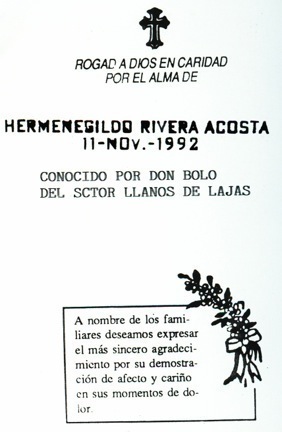 ROGAD A DIOS EN CARIDAD
POR EL ALMA DE
HERMENEGILDO RIVERA ACOSTA
11-NOV.-1992
CONOCIDO POR DON BOLO
DEL SCTOR LLANOS DE LAJAS
A nombre de los fami-
liares deseamos expresar
el más sincero agradeci-
miento por su demostra-
ción de afecto y cariño
en sus momentos de do-
lor.